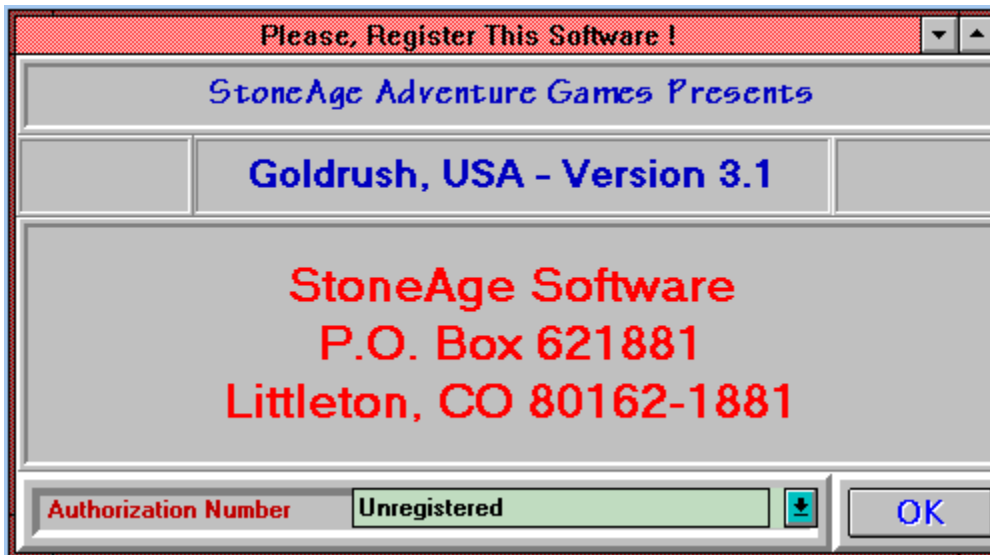 Please, Register This Software !
StoneAge Adventure Games Presents
Goldrush, USA - Version 3.1
StoneAge Software
P.O. Box 621881
Littleton, CO 80162-1881
Authorization Number Unregistered OK